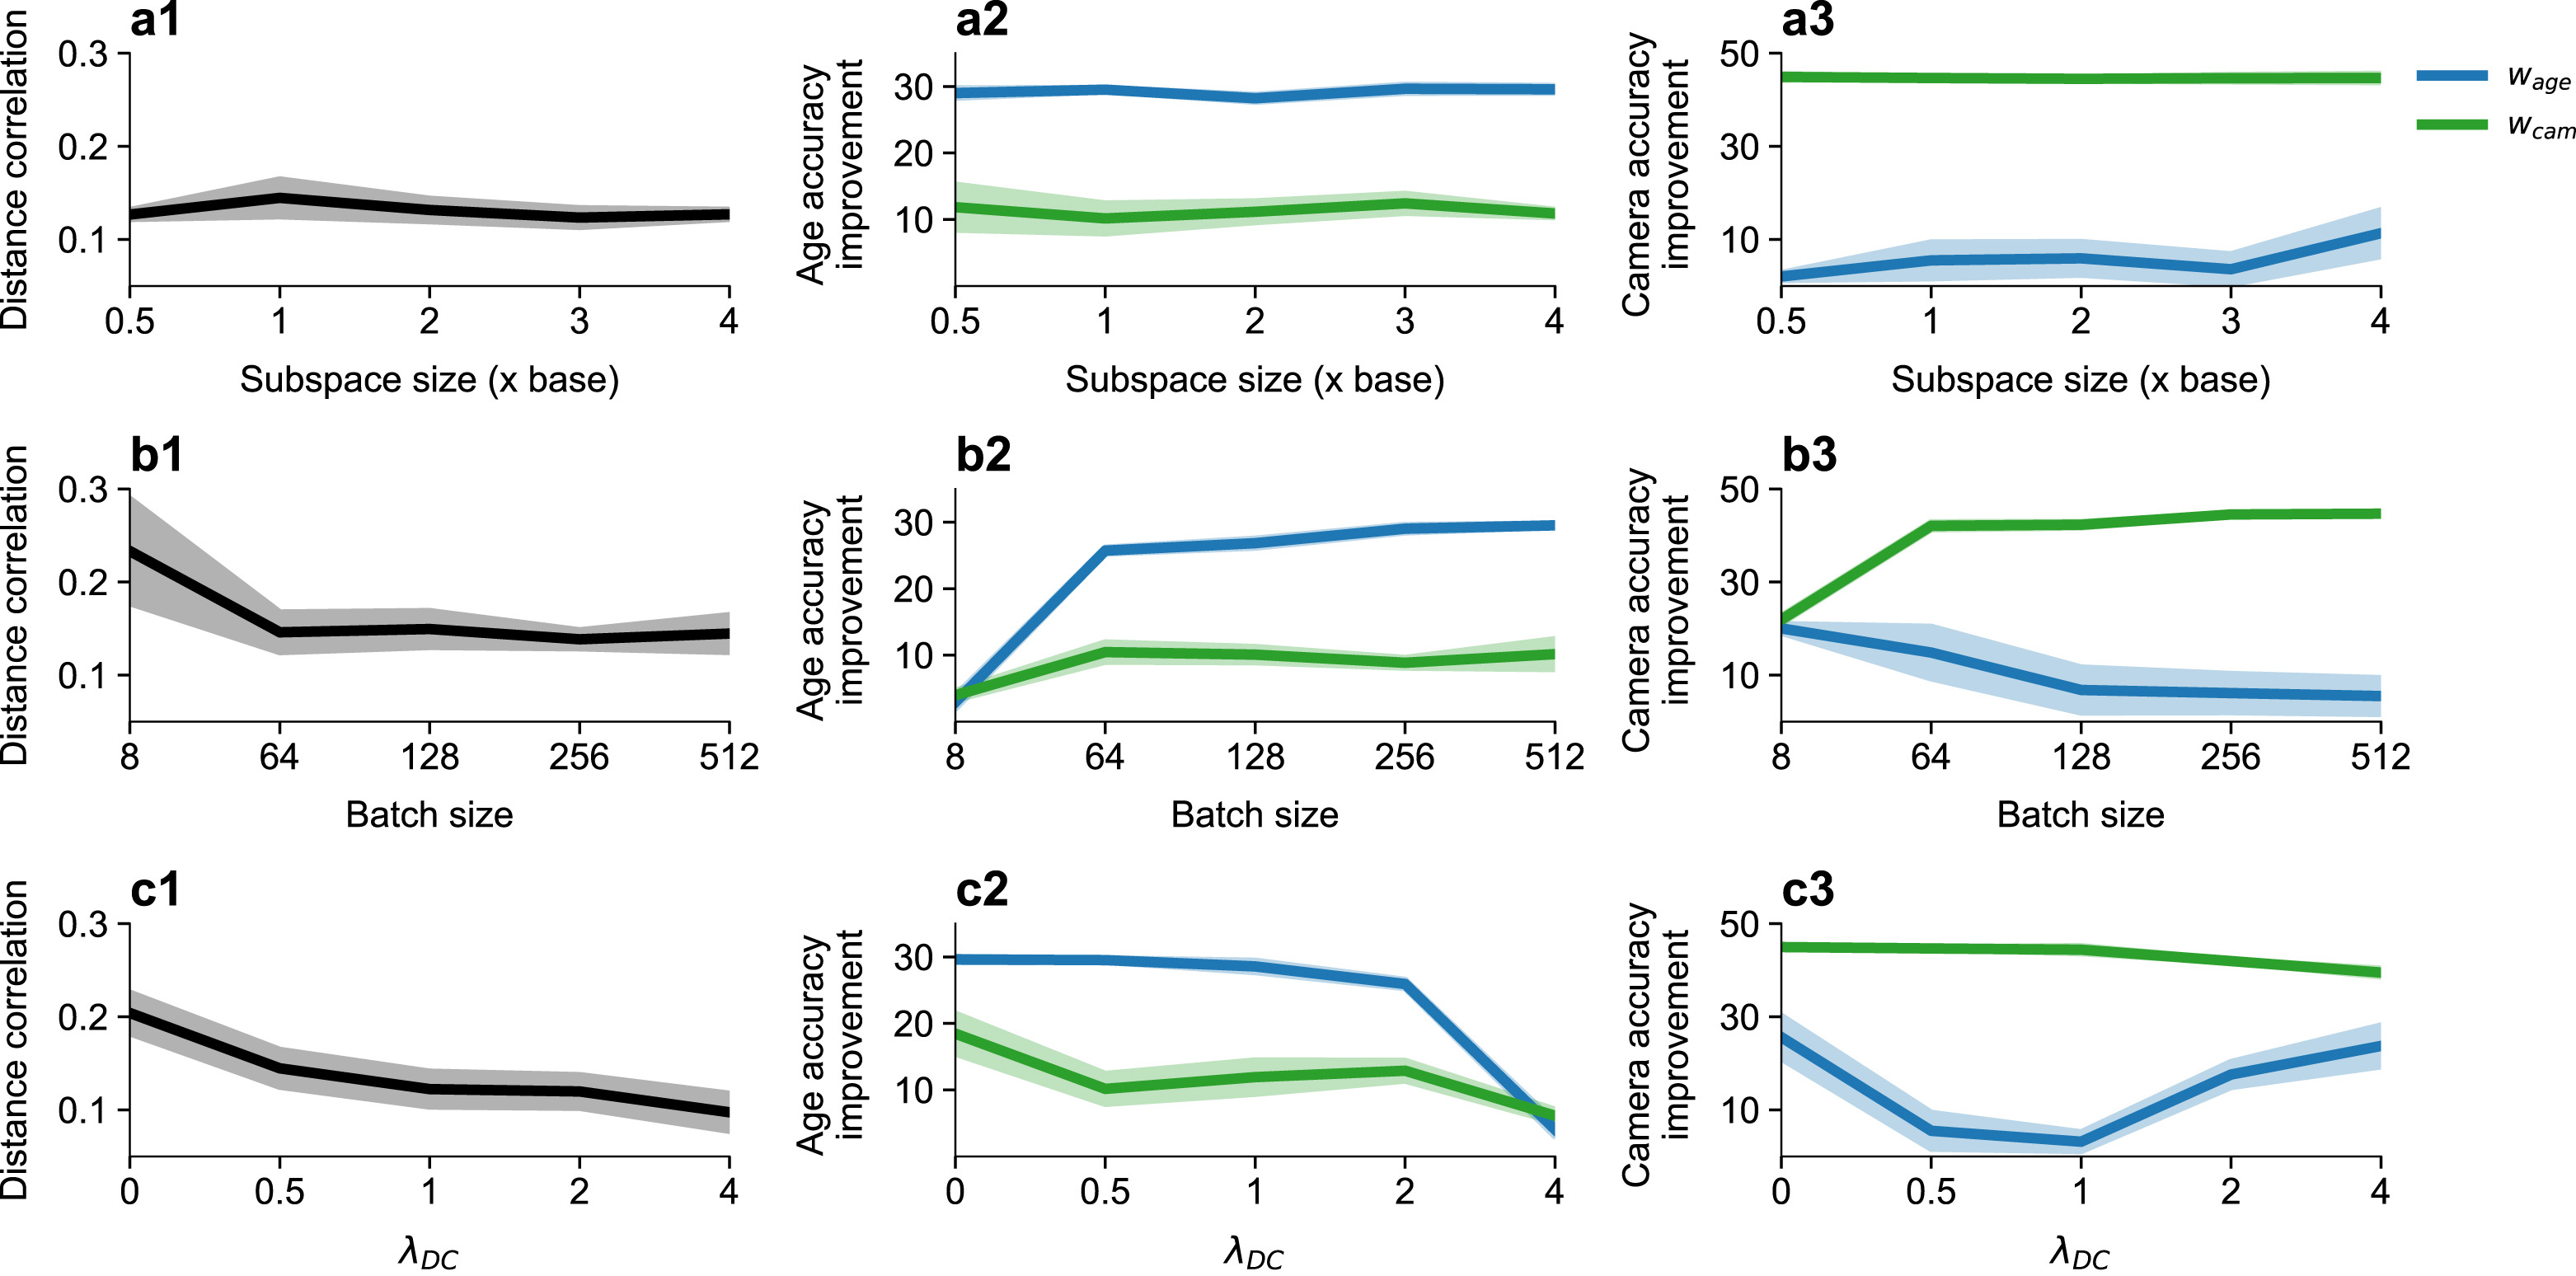 a1
Distance correlation
0.3
0.2
0.1
0.5 1 2 3 4
Subspace size (x base)
a2
Age accuracy
improvement
30
20
10
0.5 1 2 3 4
Subspace size (x base)
a3
Camera accuracy
improvement
50
30
10
0.5 1 2 3 4
Subspace size (x base)
w_age
w_cam
b1
Distance correlation
0.3
0.2
0.1
8 64 128 256 512
Batch size
b2
Age accuracy
improvement
30
20
10
8 64 128 256 512
Batch size
b3
Camera accuracy
improvement
50
30
10
8 64 128 256 512
Batch size
c1
Distance correlation
0.3
0.2
0.1
0 0.5 1 2 4
λ_DC
c2
Age accuracy
improvement
30
20
10
0 0.5 1 2 4
λ_DC
c3
Camera accuracy
improvement
50
30
10
0 0.5 1 2 4
λ_DC